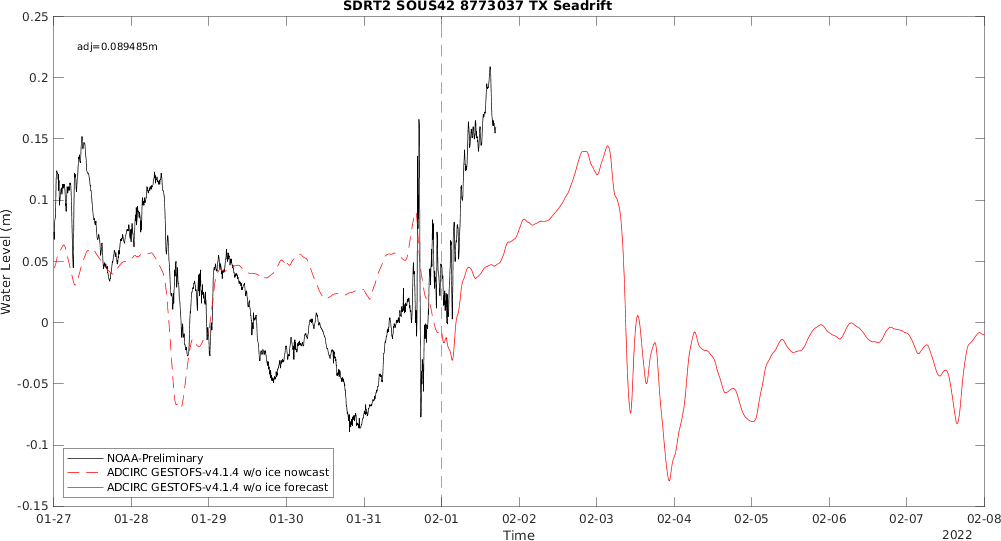 SDRT2 SOUS42 8773037 TX Seadrift
adj=0.089485m
0.25
0.2
0.15
0.1
0.05
0
-0.05
-0.1
-0.15
Water Level (m)
NOAA-Preliminary
ADCIRC GESTOFS-v4.1.4 w/o ice nowcast
ADCIRC GESTOFS-v4.1.4 w/o ice forecast
01-27 01-28 01-29 01-30 01-31 02-01 02-02 02-03 02-04 02-05 02-06 02-07 02-08
Time
2022